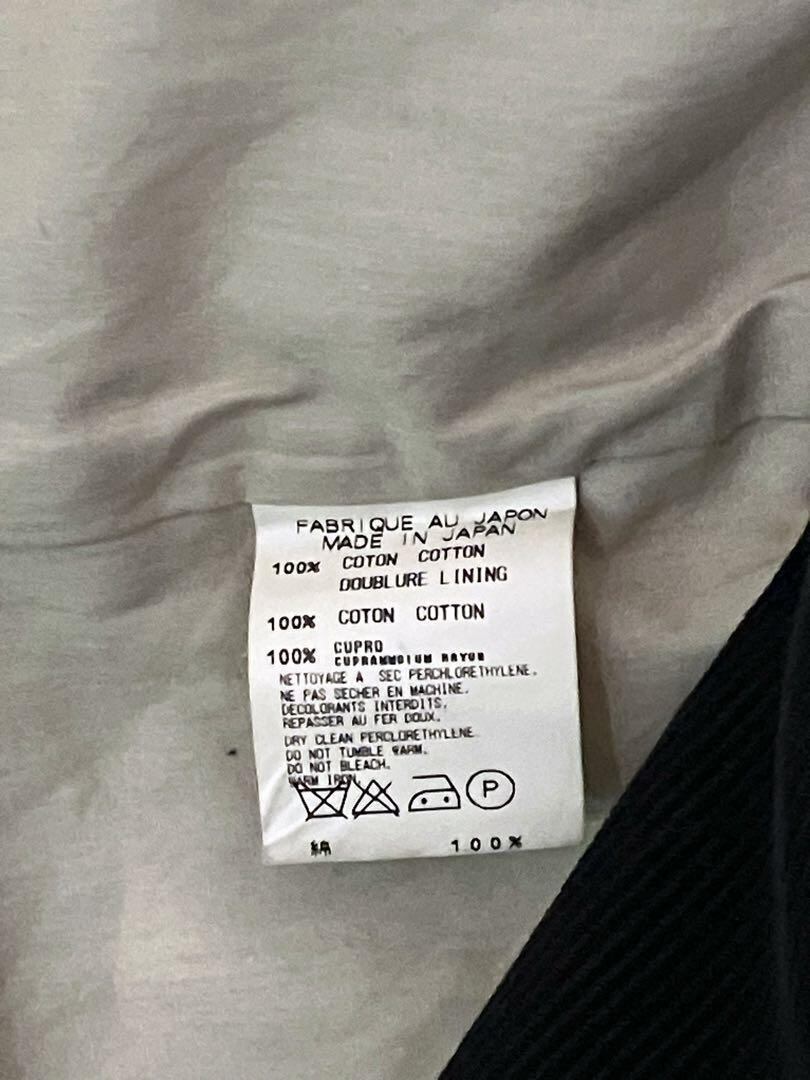 FABRIQUE AU JAPON
MADE IN JAPAN
100% COTON COTTON
DOUBLURE LINING
100% COTON COTTON
100% CUPRO
CUPRAMMOIUM RAYON
NETTOYAGE A SEC PERCHLORETHYLENE.
NE PAS SECHER EN MACHINE.
DECOLORANTS INTERDITS.
REPASSER AU FER DOUX.
DRY CLEAN PERCLORETHYLENE
DO NOT TUMBLE WARM.
DO NOT BLEACH.
WARM IRON.
P
綿 100%